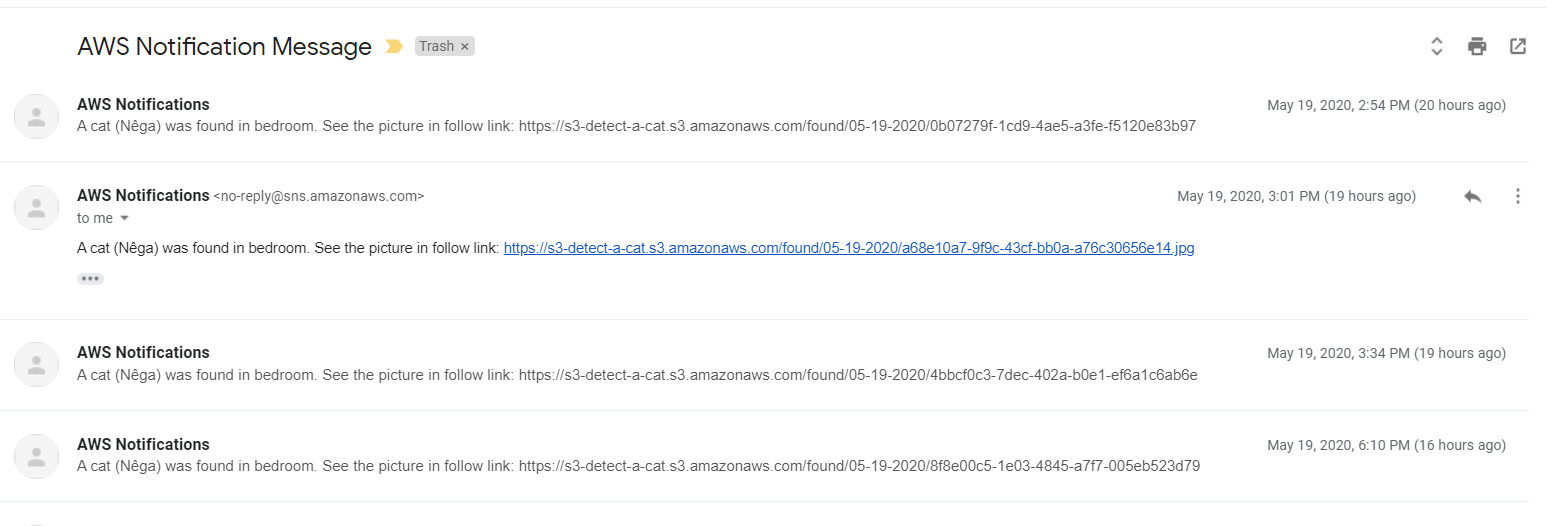 AWS Notification Message Trash ×
AWS Notifications May 19, 2020, 2:54 PM (20 hours ago)
A cat (Nêga) was found in bedroom. See the picture in follow link: https://s3-detect-a-cat.s3.amazonaws.com/found/05-19-2020/0b07279f-1cd9-4ae5-a3fe-f5120e83b97
AWS Notifications <no-reply@sns.amazonaws.com> May 19, 2020, 3:01 PM (19 hours ago)
to me
A cat (Nêga) was found in bedroom. See the picture in follow link: https://s3-detect-a-cat.s3.amazonaws.com/found/05-19-2020/a68e10a7-9f9c-43cf-bb0a-a76c30656e14.jpg
AWS Notifications May 19, 2020, 3:34 PM (19 hours ago)
A cat (Nêga) was found in bedroom. See the picture in follow link: https://s3-detect-a-cat.s3.amazonaws.com/found/05-19-2020/4bbcf0c3-7dec-402a-b0e1-ef6a1c6ab6e
AWS Notifications May 19, 2020, 6:10 PM (16 hours ago)
A cat (Nêga) was found in bedroom. See the picture in follow link: https://s3-detect-a-cat.s3.amazonaws.com/found/05-19-2020/8f8e00c5-1e03-4845-a7f7-005eb523d79